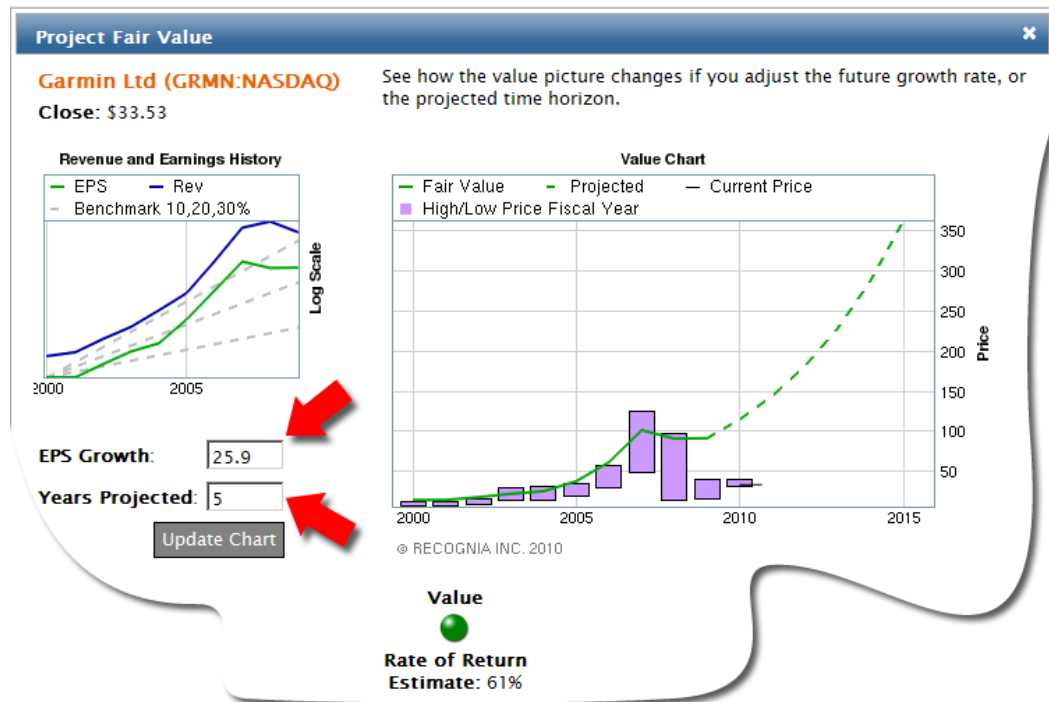 Project Fair Value
Garmin Ltd (GRMN:NASDAQ)
Close: $33.53
See how the value picture changes if you adjust the future growth rate, or
the projected time horizon.
Revenue and Earnings History
EPS Rev
Benchmark 10,20,30%
Log Scale
2000 2005
EPS Growth: 25.9
Years Projected: 5
Update Chart
Value Chart
Fair Value Projected Current Price
High/Low Price Fiscal Year
350
300
250
200
150
100
50
Price
2000 2005 2010 2015
© RECOGNIA INC. 2010
Value
Rate of Return
Estimate: 61%